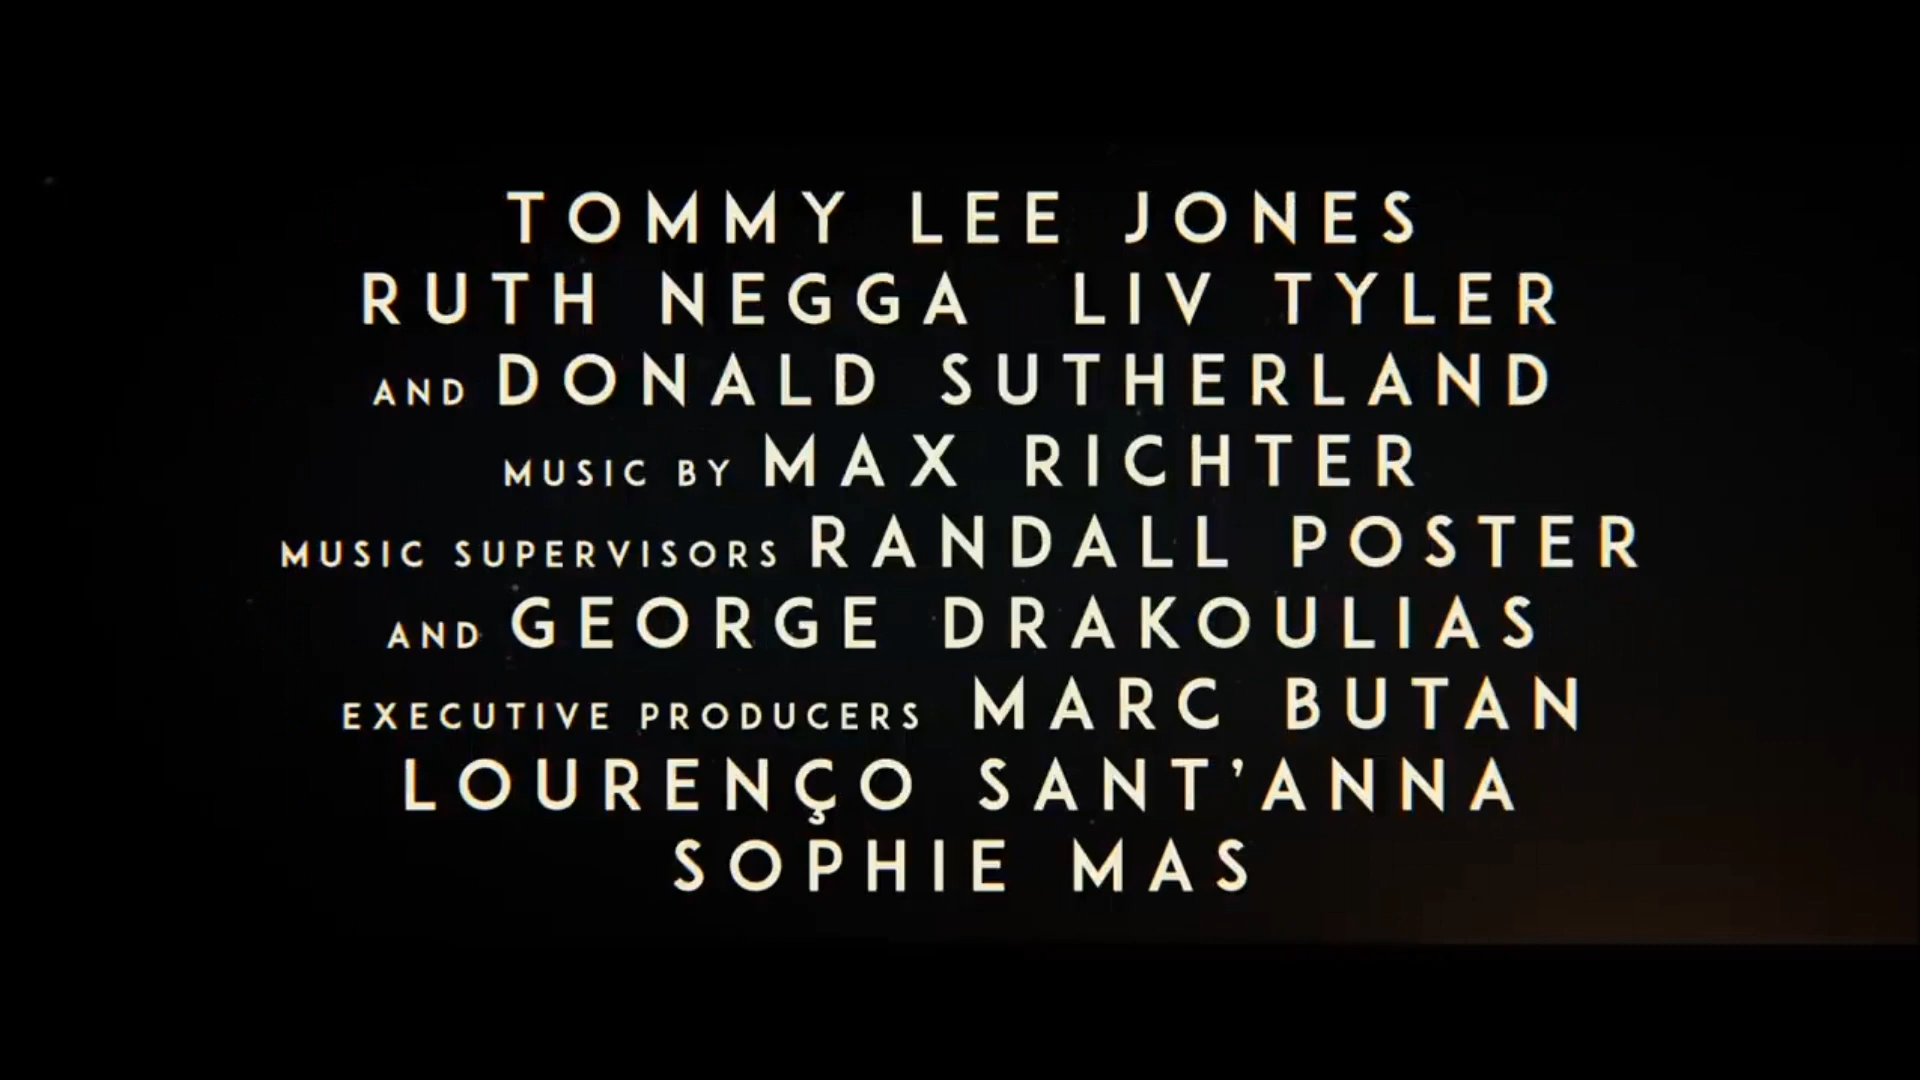 TOMMY LEE JONES
RUTH NEGGA LIV TYLER
AND DONALD SUTHERLAND
MUSIC BY MAX RICHTER
MUSIC SUPERVISORS RANDALL POSTER
AND GEORGE DRAKOULIAS
EXECUTIVE PRODUCERS MARC BUTAN
LOURENÇO SANT’ANNA
SOPHIE MAS